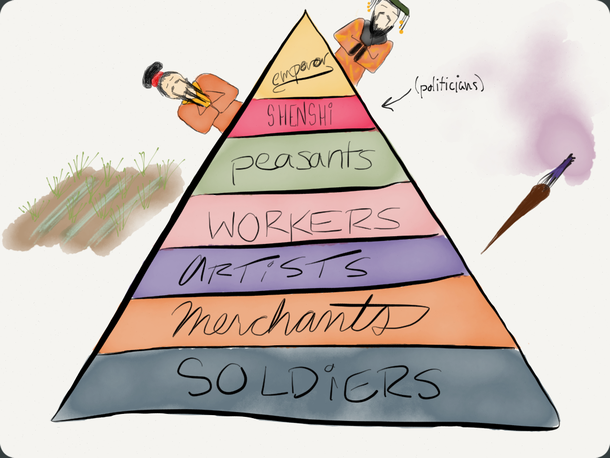 emperor
SHENSHi
(politicians)
peasants
WORKERS
ARTiSTS
merchants
SOLDiERS